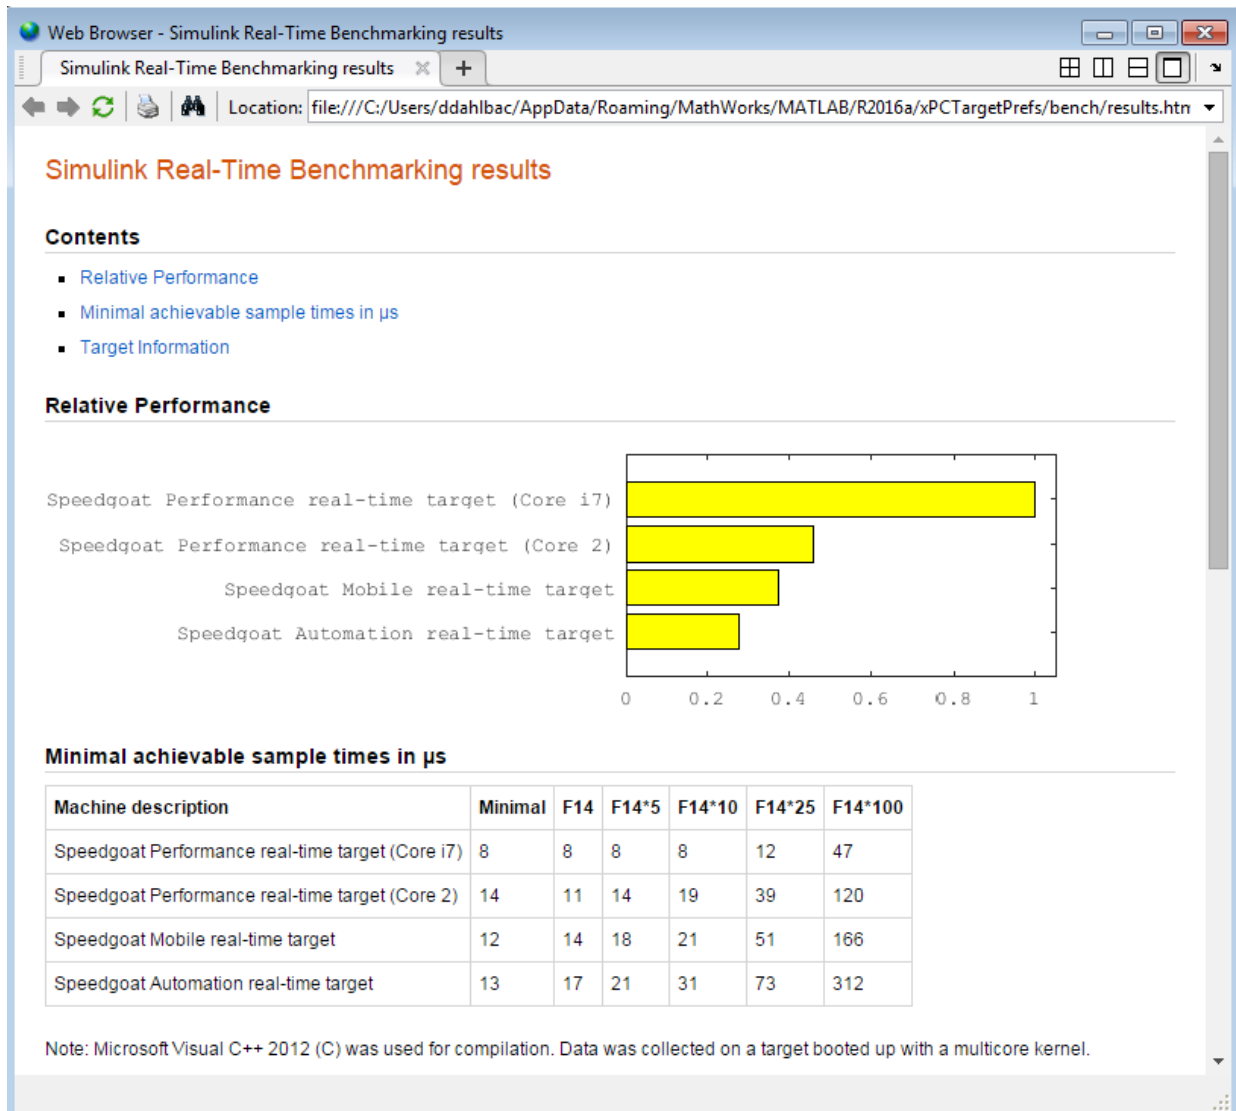 Web Browser - Simulink Real-Time Benchmarking results
Simulink Real-Time Benchmarking results
Location: file:///C:/Users/ddahlbac/AppData/Roaming/MathWorks/MATLAB/R2016a/xPCTargetPrefs/bench/results.htm
Simulink Real-Time Benchmarking results
Contents
Relative Performance
Minimal achievable sample times in µs
Target Information
Relative Performance
Speedgoat Performance real-time target (Core i7)
Speedgoat Performance real-time target (Core 2)
Speedgoat Mobile real-time target
Speedgoat Automation real-time target
0 0.2 0.4 0.6 0.8 1
Minimal achievable sample times in µs
Machine description Minimal F14 F14*5 F14*10 F14*25 F14*100
Speedgoat Performance real-time target (Core i7) 8 8 8 8 12 47
Speedgoat Performance real-time target (Core 2) 14 11 14 19 39 120
Speedgoat Mobile real-time target 12 14 18 21 51 166
Speedgoat Automation real-time target 13 17 21 31 73 312
Note: Microsoft Visual C++ 2012 (C) was used for compilation. Data was collected on a target booted up with a multicore kernel.